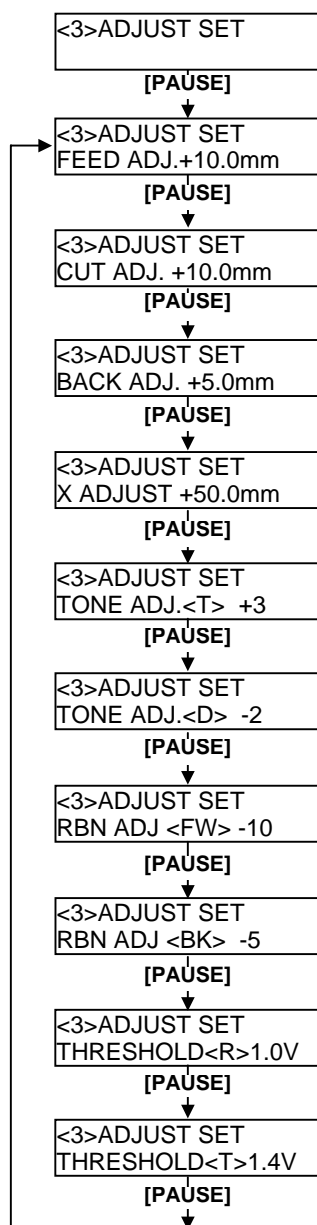 <3>ADJUST SET
[PAUSE]
<3>ADJUST SET
FEED ADJ.+10.0mm
[PAUSE]
<3>ADJUST SET
CUT ADJ. +10.0mm
[PAUSE]
<3>ADJUST SET
BACK ADJ. +5.0mm
[PAUSE]
<3>ADJUST SET
X ADJUST +50.0mm
[PAUSE]
<3>ADJUST SET
TONE ADJ.<T> +3
[PAUSE]
<3>ADJUST SET
TONE ADJ.<D> -2
[PAUSE]
<3>ADJUST SET
RBN ADJ <FW> -10
[PAUSE]
<3>ADJUST SET
RBN ADJ <BK> -5
[PAUSE]
<3>ADJUST SET
THRESHOLD<R>1.0V
[PAUSE]
<3>ADJUST SET
THRESHOLD<T>1.4V
[PAUSE]